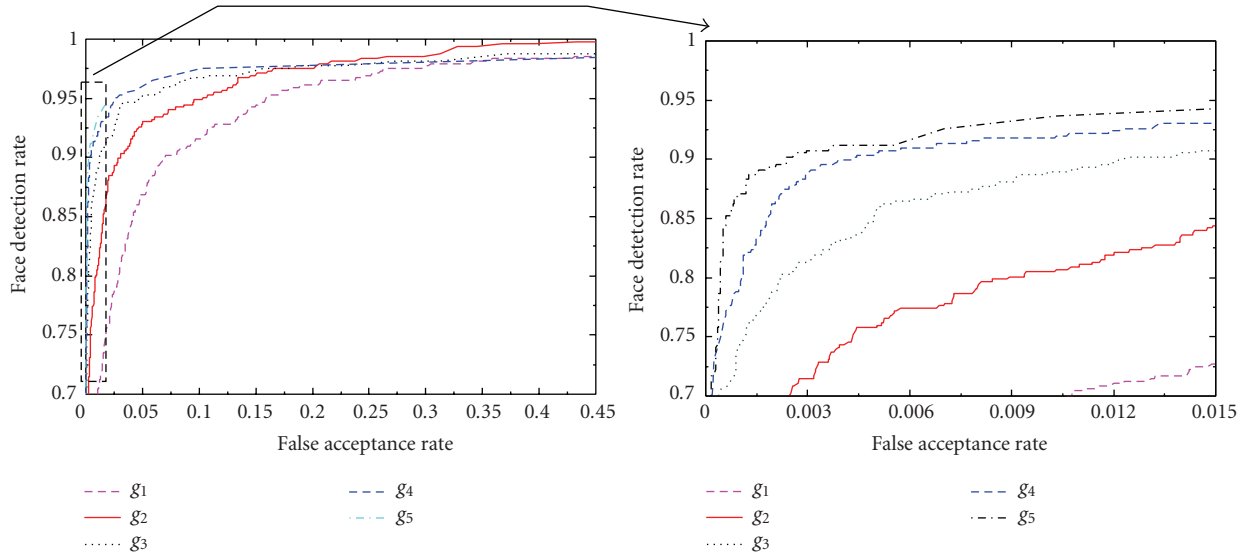 1
0.95
0.9
0.85
0.8
0.75
0.7
Face detection rate
0 0.05 0.1 0.15 0.2 0.25 0.3 0.35 0.4 0.45
False acceptance rate
g1
g2
g3
g4
g5
1
0.95
0.9
0.85
0.8
0.75
0.7
Face detetction rate
0 0.003 0.006 0.009 0.012 0.015
False acceptance rate
g1
g2
g3
g4
g5